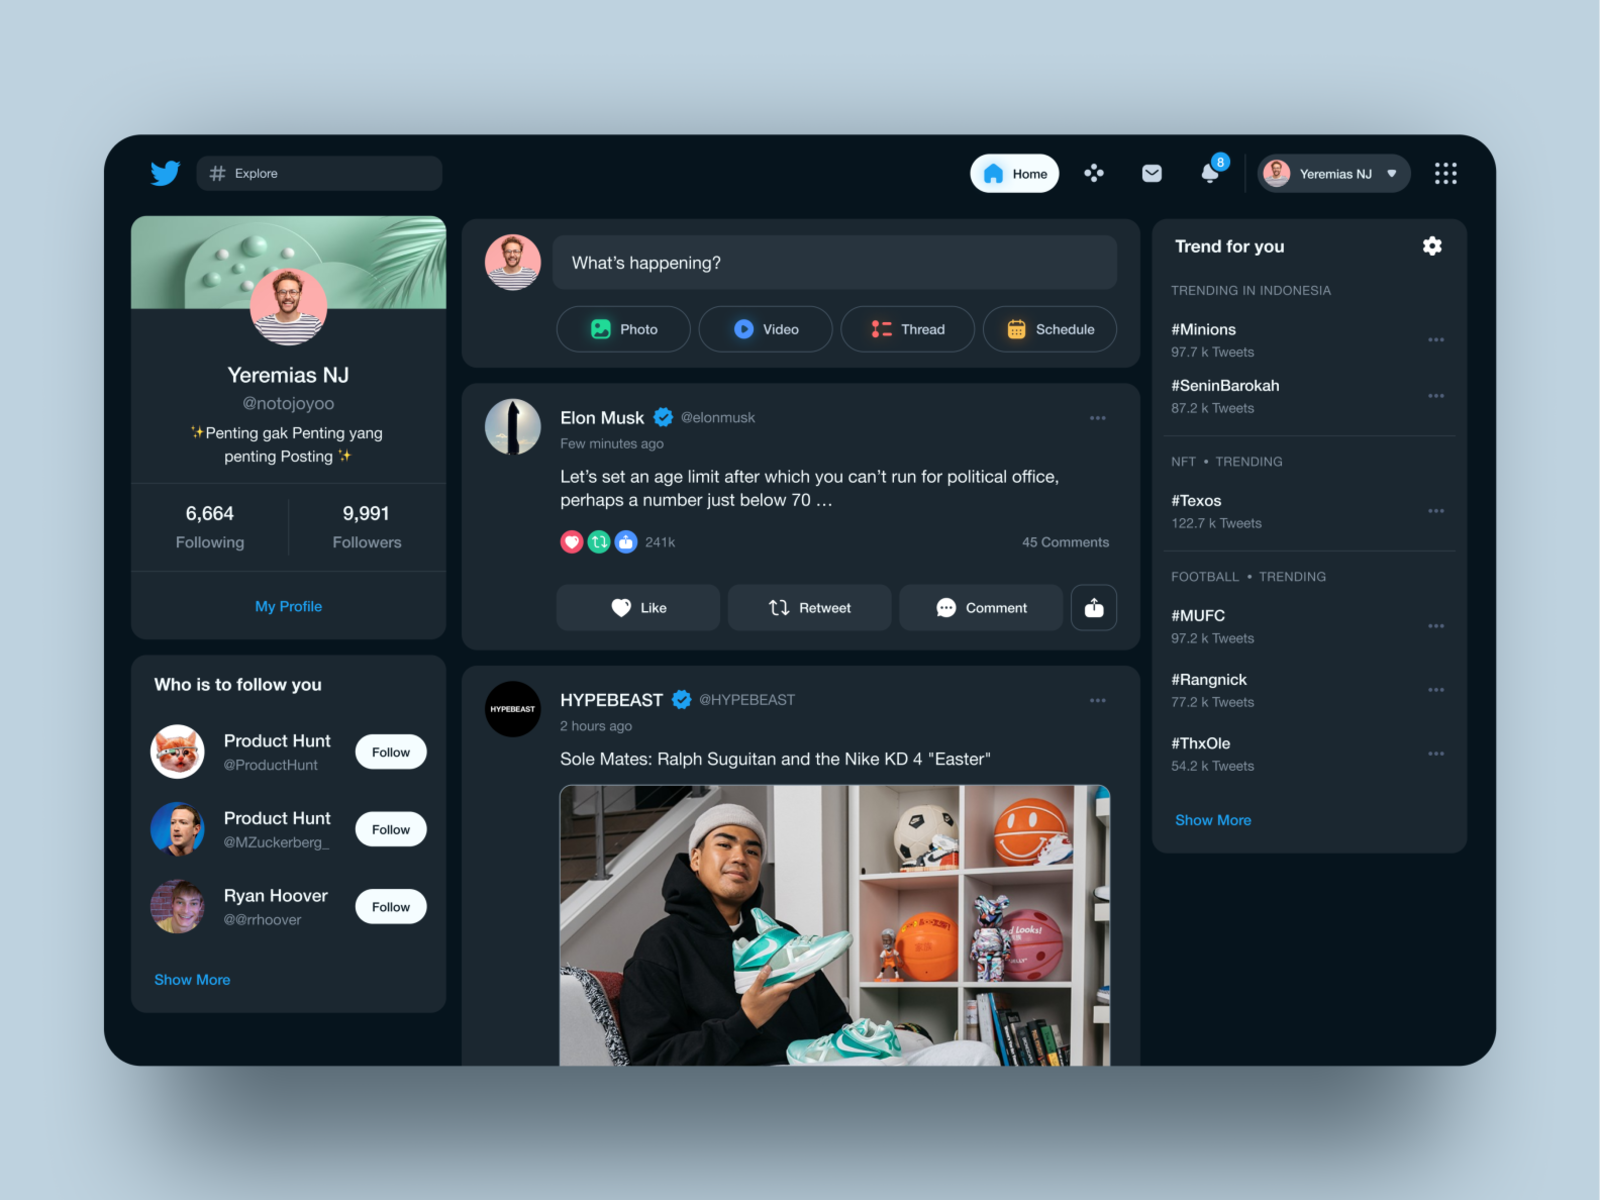 Explore
Home
8
Yeremias NJ
Yeremias NJ
@notojoyoo
✨Penting gak Penting yang
penting Posting ✨
6,664
Following
9,991
Followers
My Profile
Who is to follow you
Product Hunt
@ProductHunt
Follow
Product Hunt
@MZuckerberg_
Follow
Ryan Hoover
@@rrhoover
Follow
Show More
What's happening?
Photo
Video
Thread
Schedule
Elon Musk @elonmusk
Few minutes ago
Let's set an age limit after which you can't run for political office,
perhaps a number just below 70 ...
241k
45 Comments
Like
Retweet
Comment
HYPEBEAST
HYPEBEAST @HYPEBEAST
2 hours ago
Sole Mates: Ralph Suguitan and the Nike KD 4 "Easter"
Looks!
Trend for you
TRENDING IN INDONESIA
#Minions
97.7 k Tweets
#SeninBarokah
87.2 k Tweets
NFT • TRENDING
#Texos
122.7 k Tweets
FOOTBALL • TRENDING
#MUFC
97.2 k Tweets
#Rangnick
77.2 k Tweets
#ThxOle
54.2 k Tweets
Show More